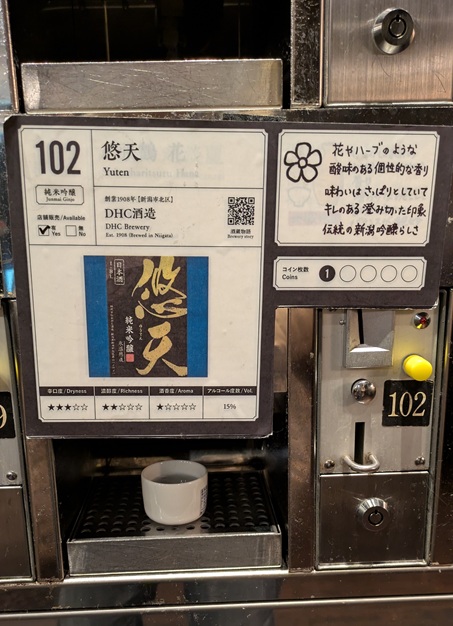 102
悠天
Yuten
純米吟醸
Junmai Ginjo
創業1908年【新潟市北区】
DHC酒造
DHC Brewery
Est. 1908 (Brewed in Niigata)
酒蔵物語
Brewery story
店舗販売/Available
有 Yes
無 No
花やハーブのような
酸味のある個性的な香り
味わいはさっぱりとしていて
キレのある澄み切った印象
伝統の新潟吟醸らしさ
コイン枚数
Coins
1
日本酒
悠天
純米吟醸
辛口度/Dryness
濃醇度/Richness
酒香度/Aroma
アルコール度数/Vol.
★★★☆☆
★★☆☆☆
★☆☆☆☆
15%
102